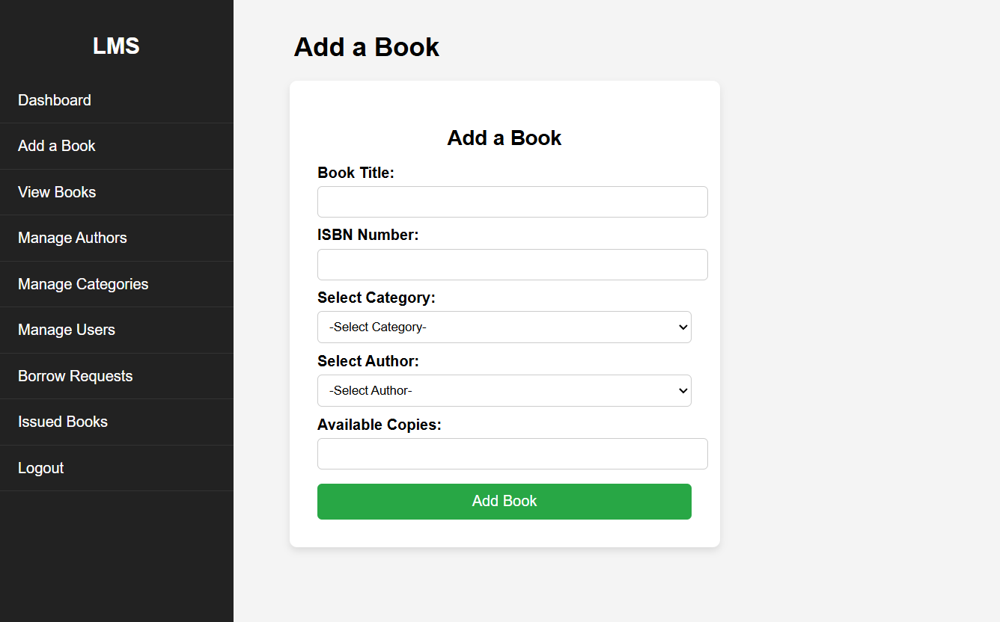 LMS
Dashboard
Add a Book
View Books
Manage Authors
Manage Categories
Manage Users
Borrow Requests
Issued Books
Logout
Add a Book
Add a Book
Book Title:
ISBN Number:
Select Category:
-Select Category-
Select Author:
-Select Author-
Available Copies:
Add Book